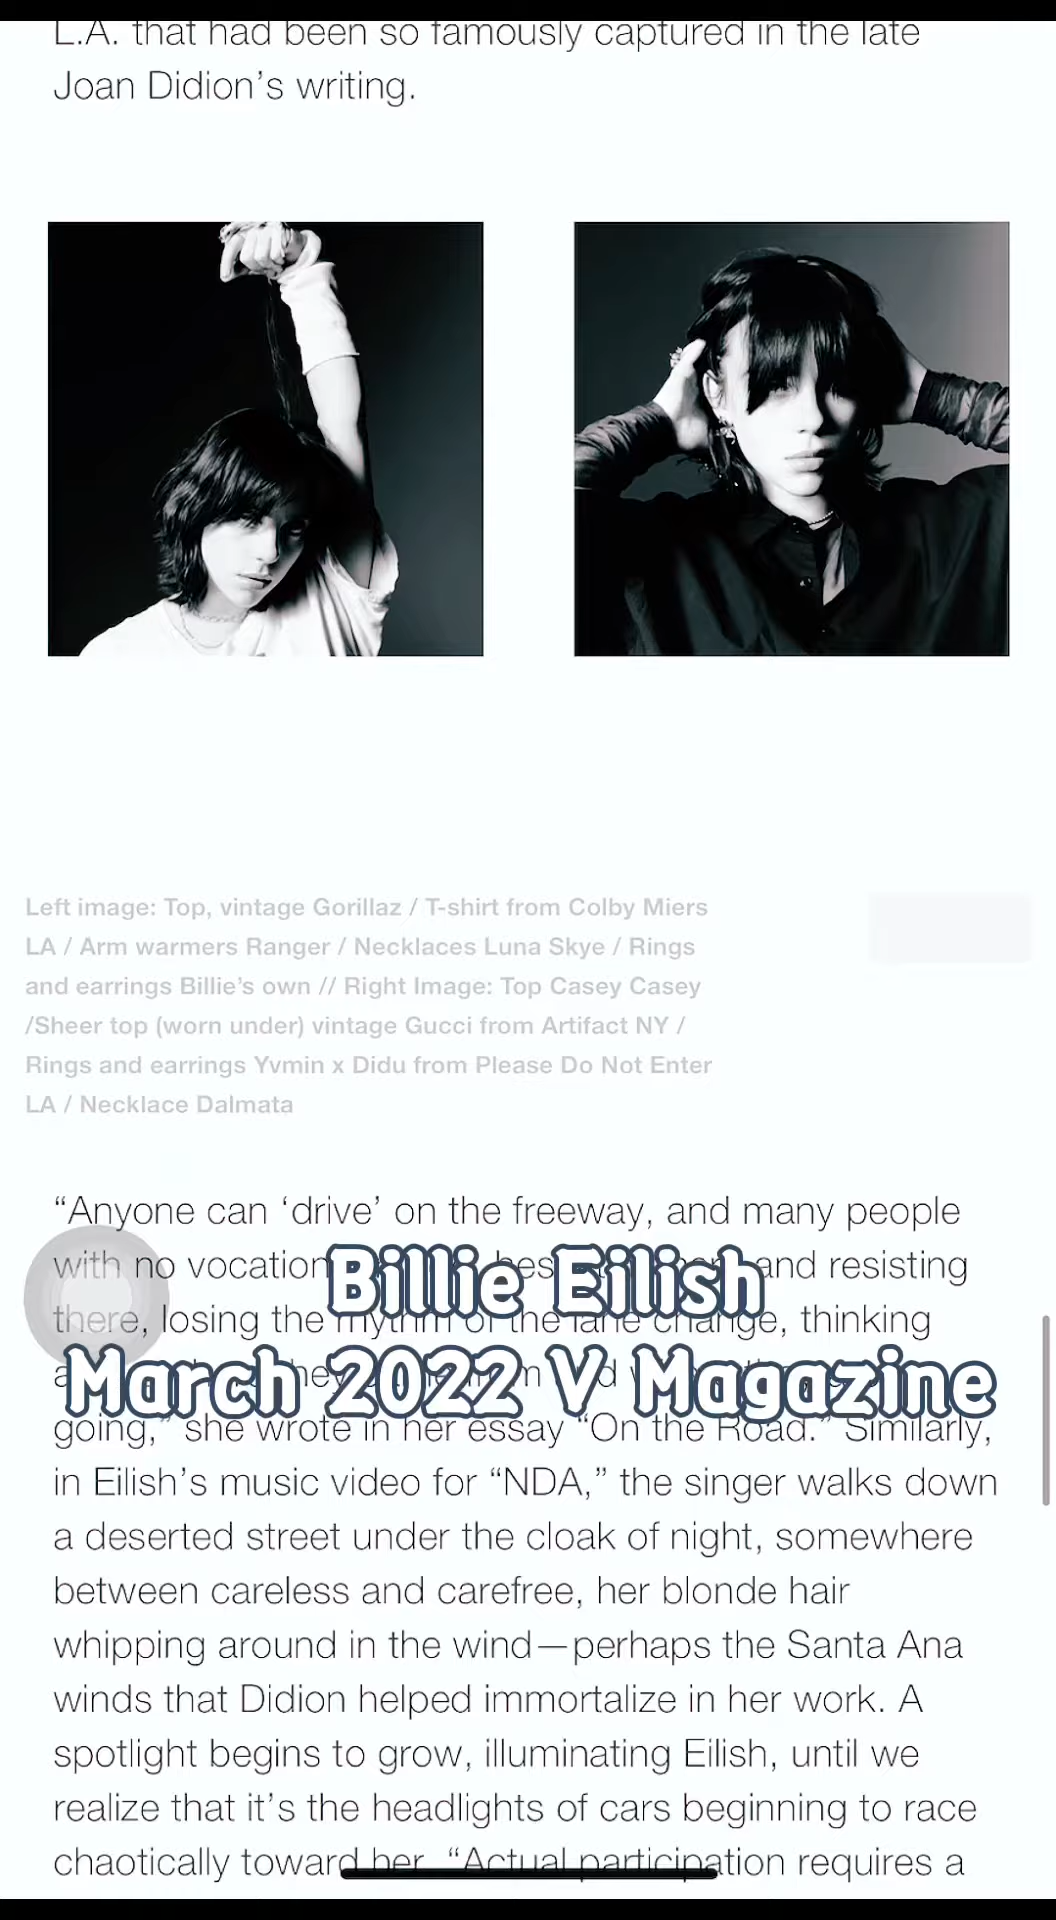 L.A. that had been so famously captured in the late
Joan Didion’s writing.
Left image: Top, vintage Gorillaz / T-shirt from Colby Miers
LA / Arm warmers Ranger / Necklaces Luna Skye / Rings
and earrings Billie’s own // Right Image: Top Casey Casey
/Sheer top (worn under) vintage Gucci from Artifact NY /
Rings and earrings Yvmin x Didu from Please Do Not Enter
LA / Necklace Dalmata
“Anyone can ‘drive’ on the freeway, and many people
with no vocation and resisting
Billie Eilish
there, losing the rhythm of the lane change, thinking
March 2022 V Magazine
going,” she wrote in her essay “On the Road.” Similarly,
in Eilish’s music video for “NDA,” the singer walks down
a deserted street under the cloak of night, somewhere
between careless and carefree, her blonde hair
whipping around in the wind—perhaps the Santa Ana
winds that Didion helped immortalize in her work. A
spotlight begins to grow, illuminating Eilish, until we
realize that it’s the headlights of cars beginning to race
chaotically toward her. “Actual participation requires a